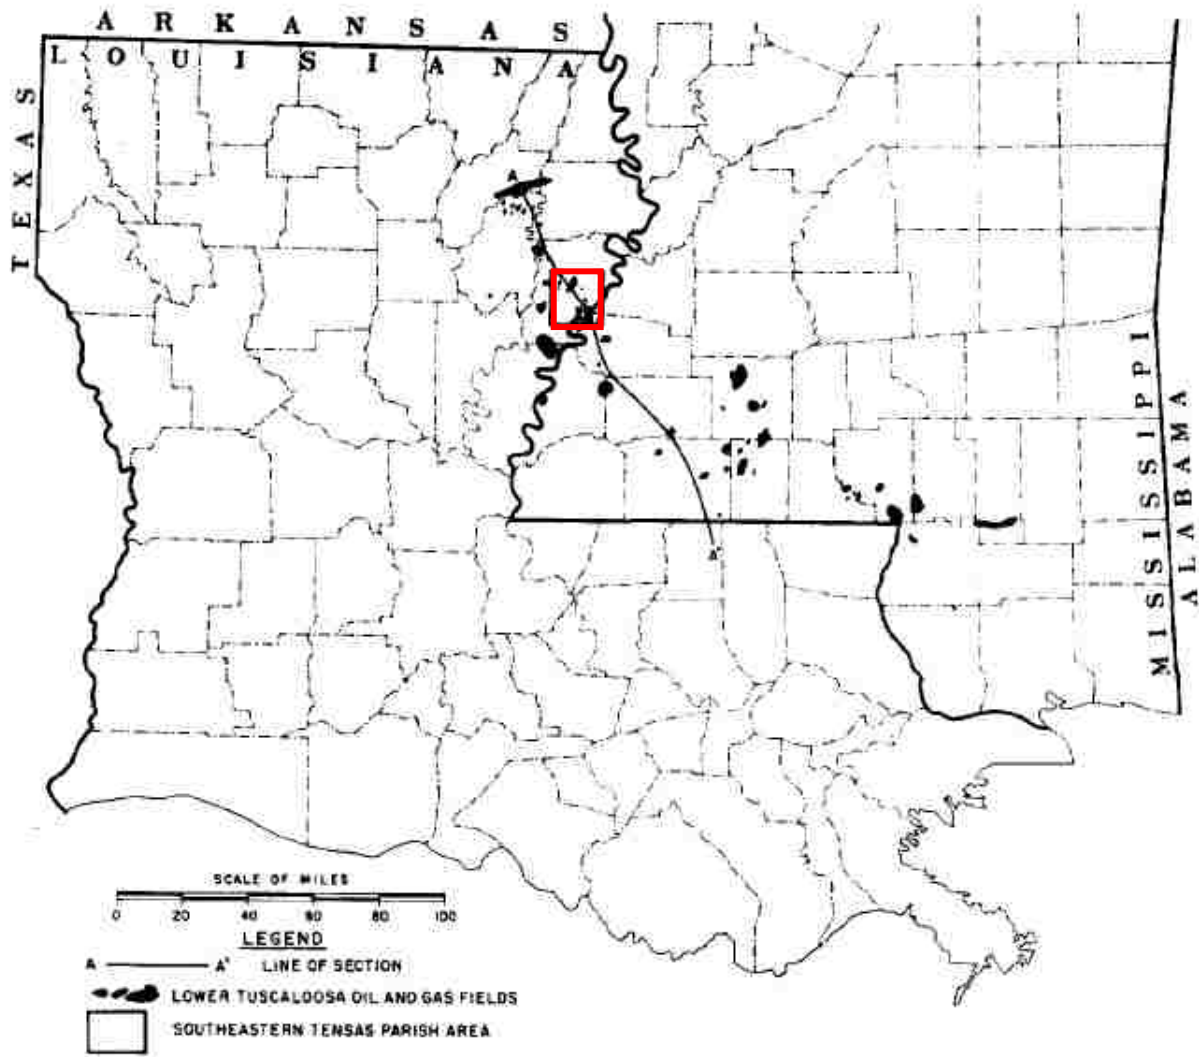 ARKANSAS
LOUISIANA
TEXAS
A
MISSISSIPPI
ALABAMA
A'
SCALE OF MILES
0 20 40 60 80 100
LEGEND
A A' LINE OF SECTION
LOWER TUSCALOOSA OIL AND GAS FIELDS
SOUTHEASTERN TENSAS PARISH AREA